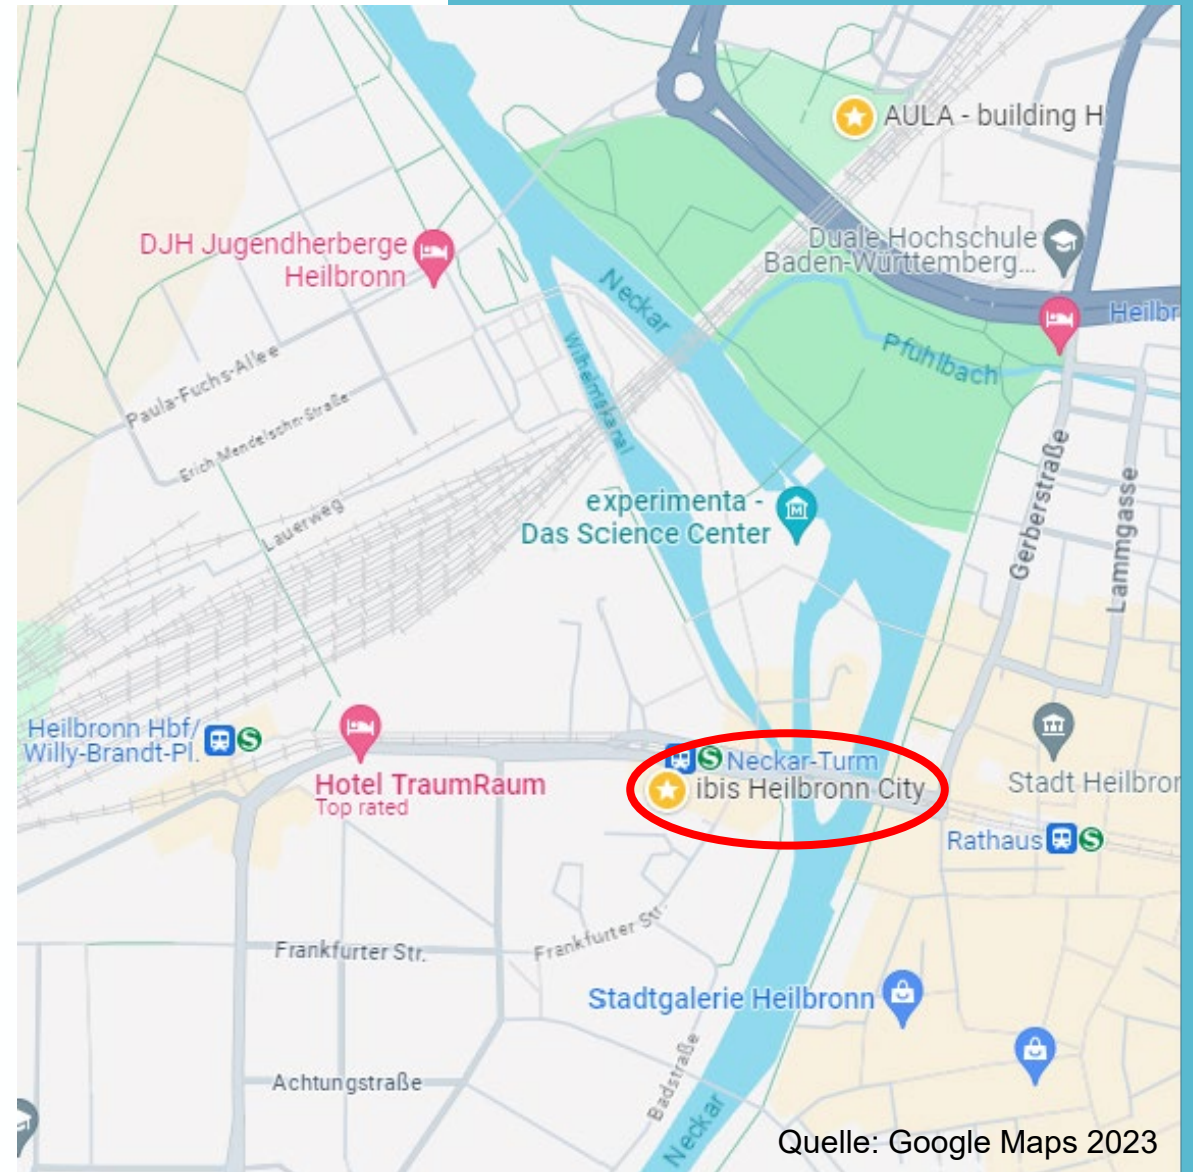 AULA - building H
DJH Jugendherberge
Heilbronn
Duale Hochschule
Baden-Württemberg...
Neckar
Heilbr
Wilhelmskanal
Pfühlbach
Paula-Fuchs-Allee
Erich-Mendelsohn-Straße
Gerberstraße
Lammgasse
experimenta -
Das Science Center
M
Lauerweg
Heilbronn Hbf/
Willy-Brandt-Pl.
S
Hotel TraumRaum
Top rated
S
Neckar-Turm
ibis Heilbronn City
Stadt Heilbror
Rathaus
S
Frankfurter Str.
Frankfurter Str.
Stadtgalerie Heilbronn
Badstraße
Achtungstraße
Neckar
Quelle: Google Maps 2023